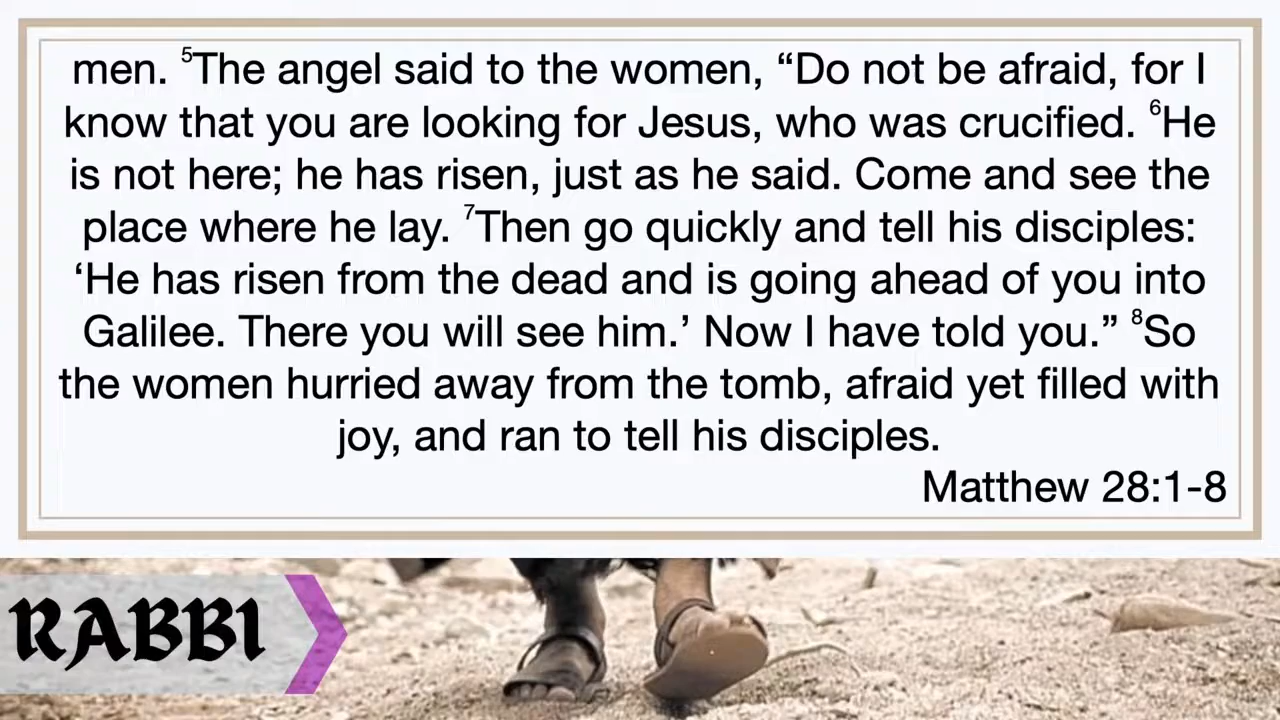 men. ⁵The angel said to the women, “Do not be afraid, for I
know that you are looking for Jesus, who was crucified. ⁶He
is not here; he has risen, just as he said. Come and see the
place where he lay. ⁷Then go quickly and tell his disciples:
‘He has risen from the dead and is going ahead of you into
Galilee. There you will see him.’ Now I have told you.” ⁸So
the women hurried away from the tomb, afraid yet filled with
joy, and ran to tell his disciples.
Matthew 28:1-8
RABBI